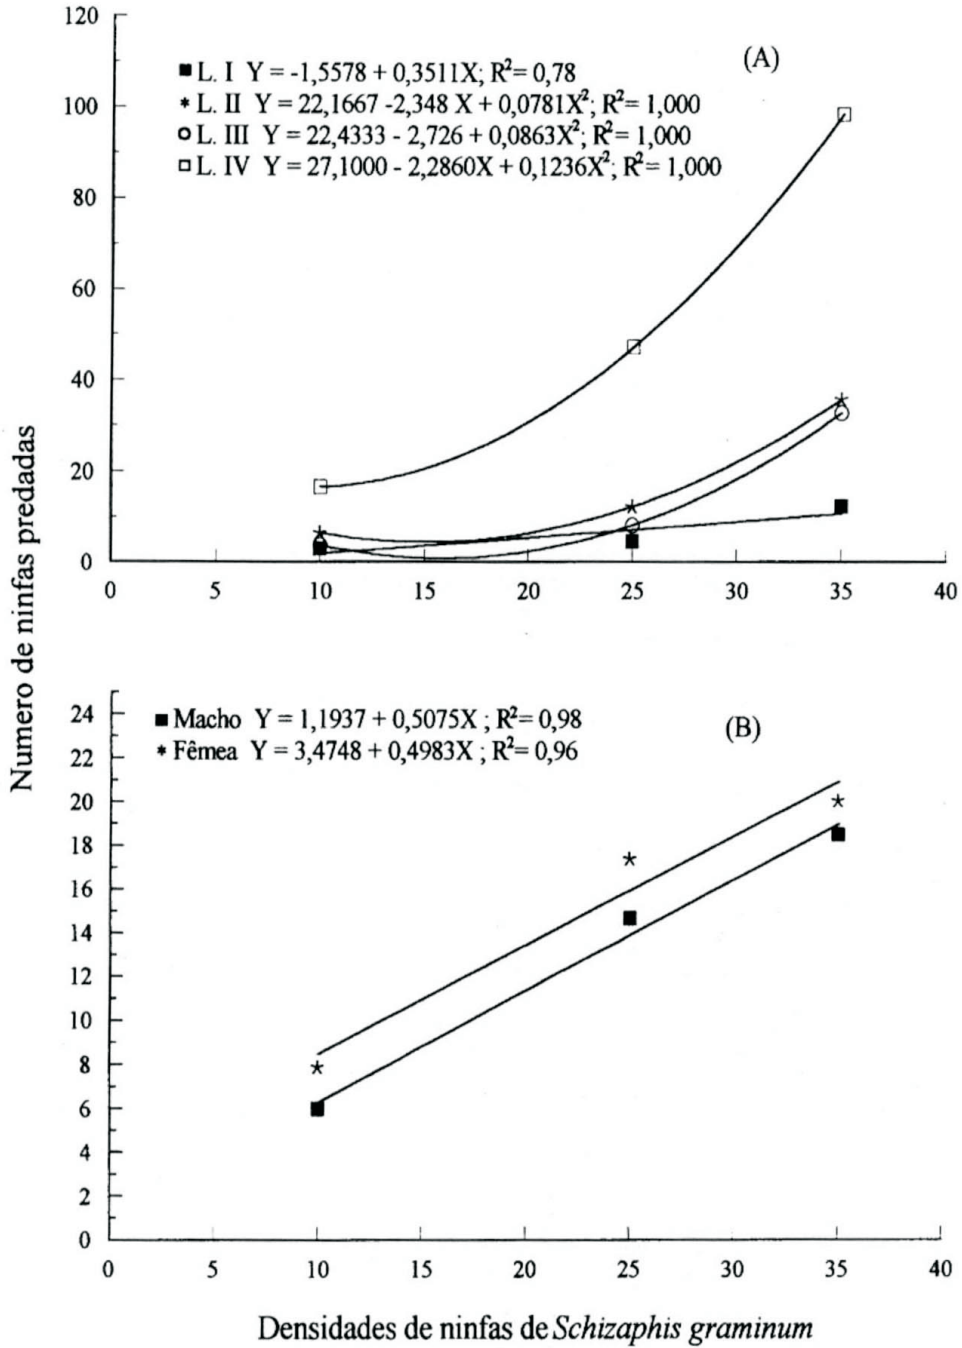 120
(A)
■ L. I Y = -1,5578 + 0,3511X; R²= 0,78
100
* L. II Y = 22,1667 -2,348 X + 0,0781X²; R²= 1,000
○ L. III Y = 22,4333 - 2,726 + 0,0863X²; R²= 1,000
□ L. IV Y = 27,1000 - 2,2860X + 0,1236X²; R²= 1,000
80
60
40
20
0
0 5 10 15 20 25 30 35 40
Numero de ninfas predadas
24
■ Macho Y = 1,1937 + 0,5075X ; R²= 0,98
(B)
* Fêmea Y = 3,4748 + 0,4983X ; R²= 0,96
22
20
18
16
14
12
10
8
6
4
2
0
0 5 10 15 20 25 30 35 40
Densidades de ninfas de Schizaphis graminum